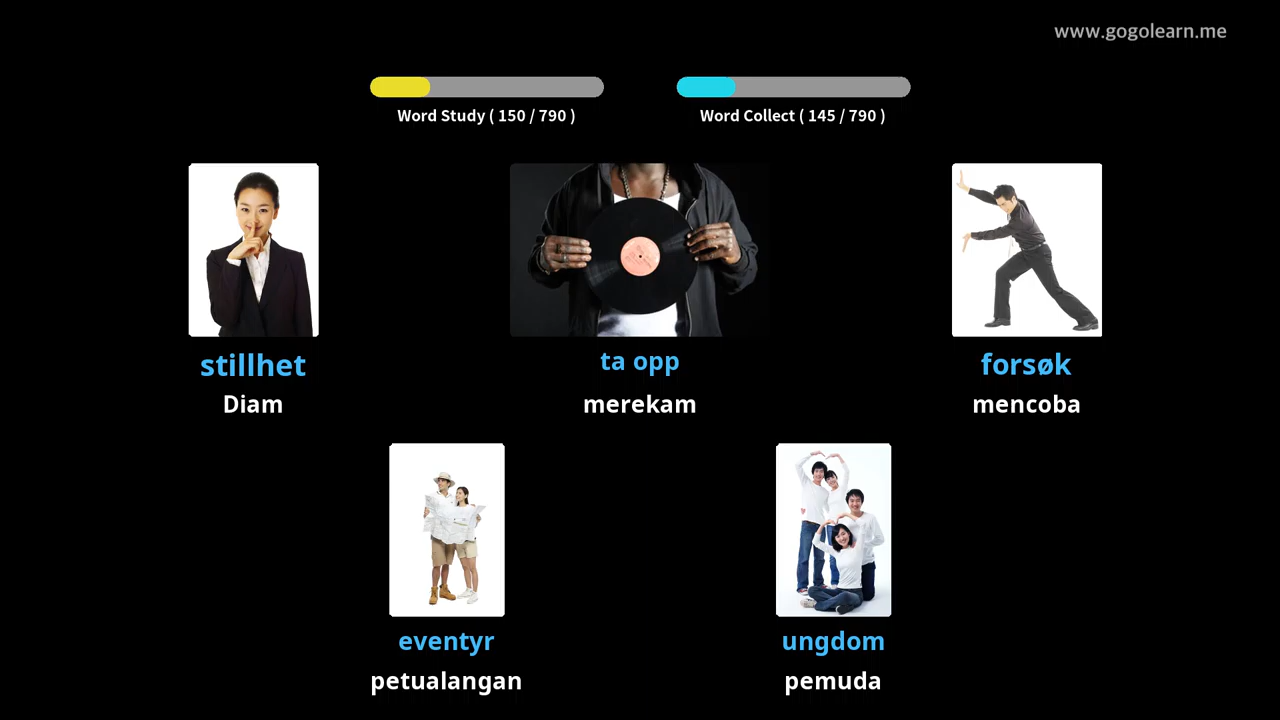 www.gogolearn.me
Word Study ( 150 / 790 )
Word Collect ( 145 / 790 )
stillhet
Diam
ta opp
merekam
forsøk
mencoba
eventyr
petualangan
ungdom
pemuda